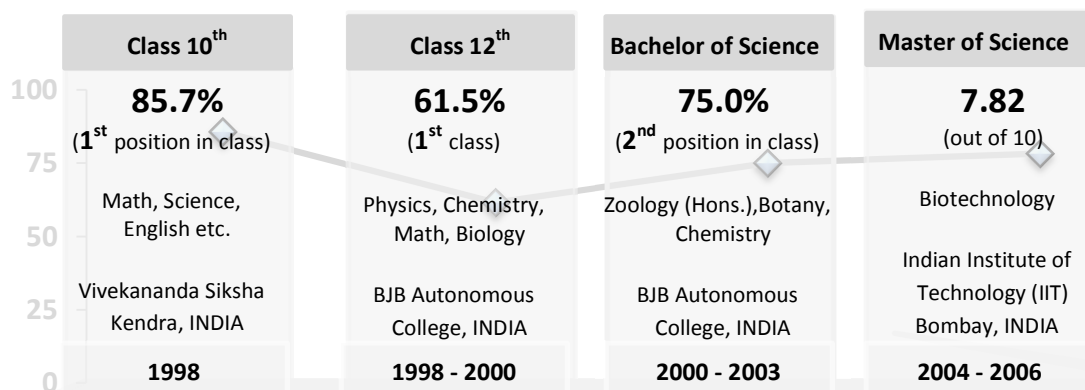 Class 10th
85.7%
(1st position in class)
Math, Science,
English etc.
Vivekananda Siksha
Kendra, INDIA
1998
Class 12th
61.5%
(1st class)
Physics, Chemistry,
Math, Biology
BJB Autonomous
College, INDIA
1998 - 2000
Bachelor of Science
75.0%
(2nd position in class)
Zoology (Hons.),Botany,
Chemistry
BJB Autonomous
College, INDIA
2000 - 2003
Master of Science
7.82
(out of 10)
Biotechnology
Indian Institute of
Technology (IIT)
Bombay, INDIA
2004 - 2006
100
75
50
25
0